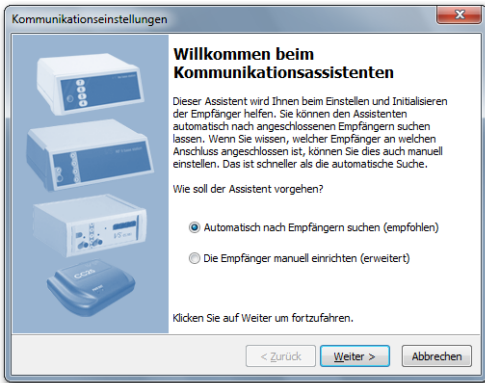 Kommunikationseinstellungen
Willkommen beim
Kommunikationsassistenten
Dieser Assistent wird Ihnen beim Einstellen und Initialisieren
der Empfänger helfen. Sie können den Assistenten
automatisch nach angeschlossenen Empfängern suchen
lassen. Wenn Sie wissen, welcher Empfänger an welchen
Anschluss angeschlossen ist, können Sie dies auch manuell
einstellen. Das ist schneller als die automatische Suche.
Wie soll der Assistent vorgehen?
Automatisch nach Empfängern suchen (empfohlen)
Die Empfänger manuell einrichten (erweitert)
Klicken Sie auf Weiter um fortzufahren.
< Zurück Weiter > Abbrechen